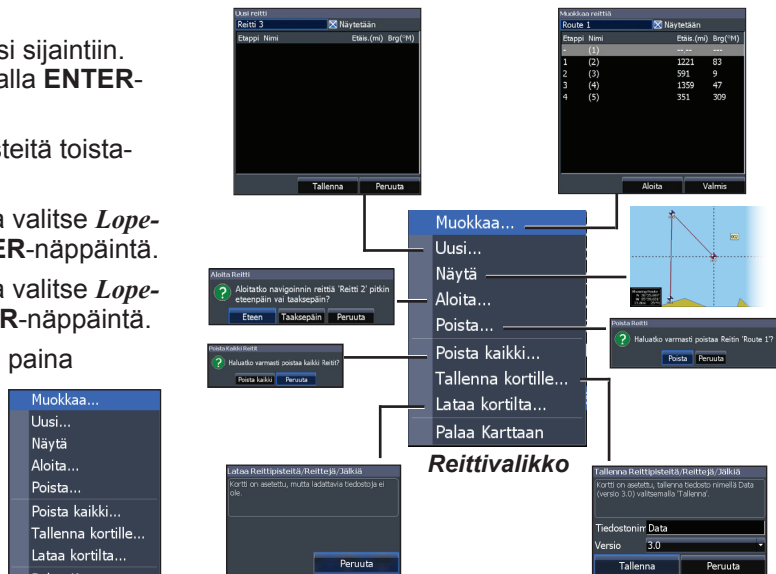 si sijaintiin.
alla ENTER-
steitä toista-
a valitse Lope-
ER-näppäintä.
a valitse Lope-
R-näppäintä.
paina
Muokkaa...
Uusi...
Näytä
Aloita...
Poista...
Poista kaikki...
Tallenna kortille...
Lataa kortilta...
Uusi reitti
Reitti 3 Näytetään
Etappi Nimi Etäis.(mi) Brg(°M)
Tallenna Peruuta
Muokkaa reittiä
Route 1 Näytetään
Etappi Nimi Etäis.(mi) Brg(°M)
- (1) --.-- ---
1 (2) 1221 83
2 (3) 591 9
3 (4) 1359 47
4 (5) 351 309
Aloita Valmis
Muokkaa...
Uusi...
Näytä
Aloita...
Poista...
Poista kaikki...
Tallenna kortille...
Lataa kortilta...
Palaa Karttaan
Reittivalikko
Aloita Reitti
Aloitatko navigoinnin reittiä 'Reitti 2' pitkin
eteenpäin vai taaksepäin?
Eteen Taaksepäin Peruuta
Poista Kaikki Reitit
Haluatko varmasti poistaa kaikki Reitit?
Poista kaikki Peruuta
Poista Reitti
Haluatko varmasti poistaa Reitin 'Route 1'?
Poista Peruuta
Lataa Reittipisteitä/Reittejä/Jälkiä
Kortti on asetettu, mutta ladattavia tiedostoja ei
ole.
Peruuta
Tallenna Reittipisteitä/Reittejä/Jälkiä
Kortti on asetettu, tallenna tiedosto nimellä Data
(versio 3.0) valitsemalla 'Tallenna'.
Tiedostonim Data
Versio 3.0
Tallenna Peruuta